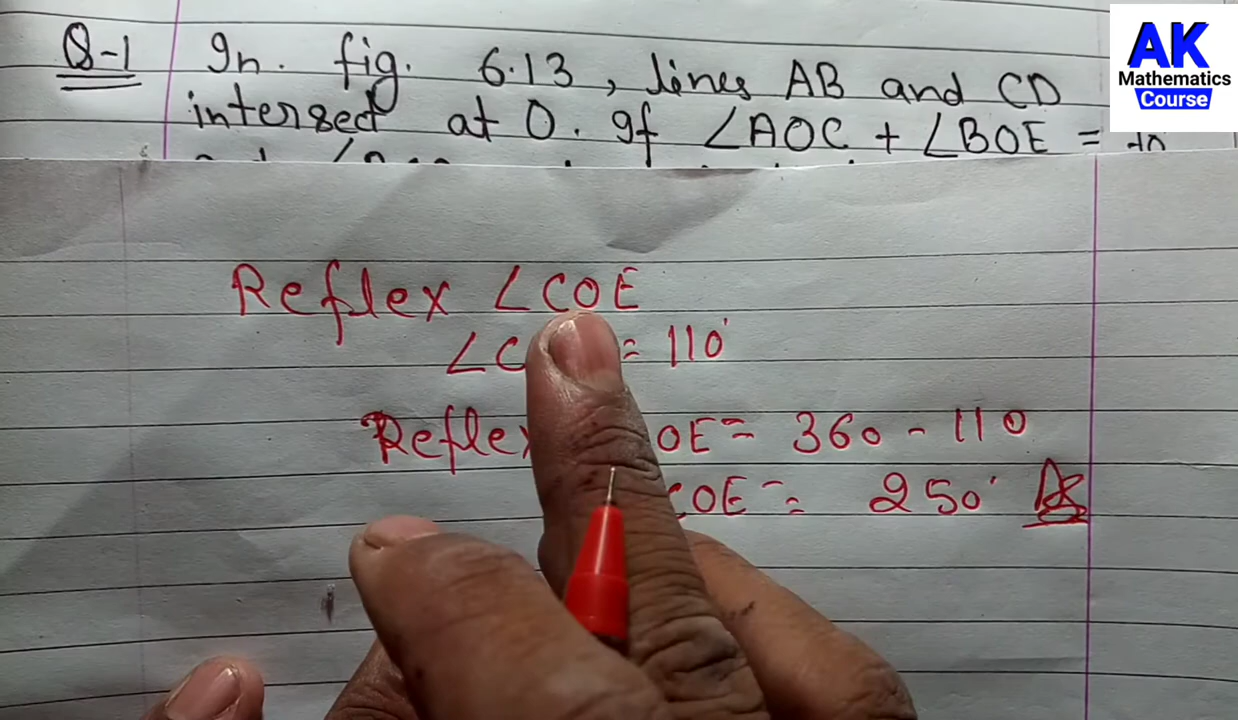 Q-1 In. fig. 6.13, lines AB and CD
intersect at O. If ∠AOC + ∠BOE =
AK
Mathematics
Course
Reflex ∠COE
∠C = 110°
Reflex OE = 360 - 110
COE = 250°